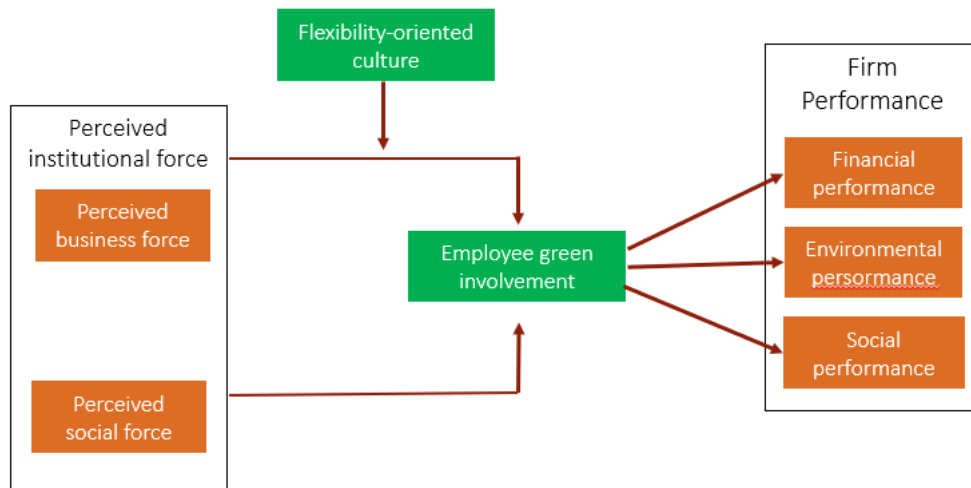 Flexibility-oriented
culture
Perceived
institutional force
Perceived
business force
Perceived
social force
Employee green
involvement
Firm
Performance
Financial
performance
Environmental
persormance
Social
performance